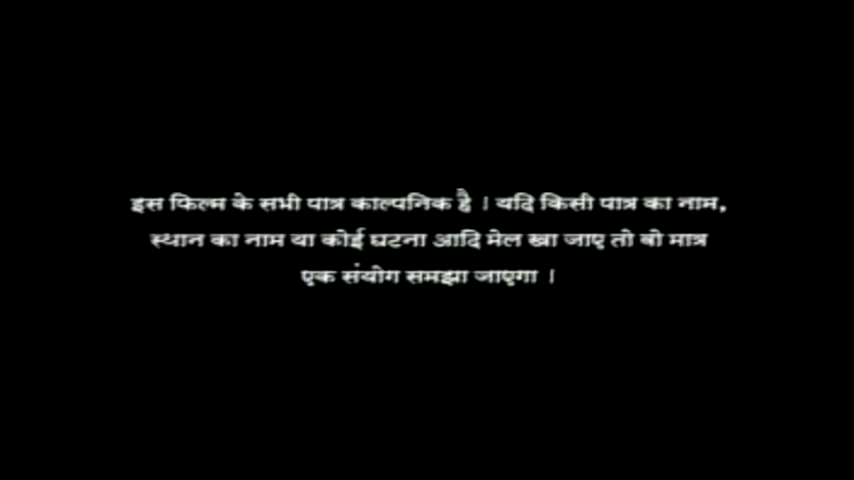 इस फिल्म के सभी पात्र काल्पनिक है । यदि किसी पात्र का नाम,
स्थान का नाम या कोई घटना आदि मेल खा जाए तो वो मात्र
एक संयोग समझा जाएगा ।